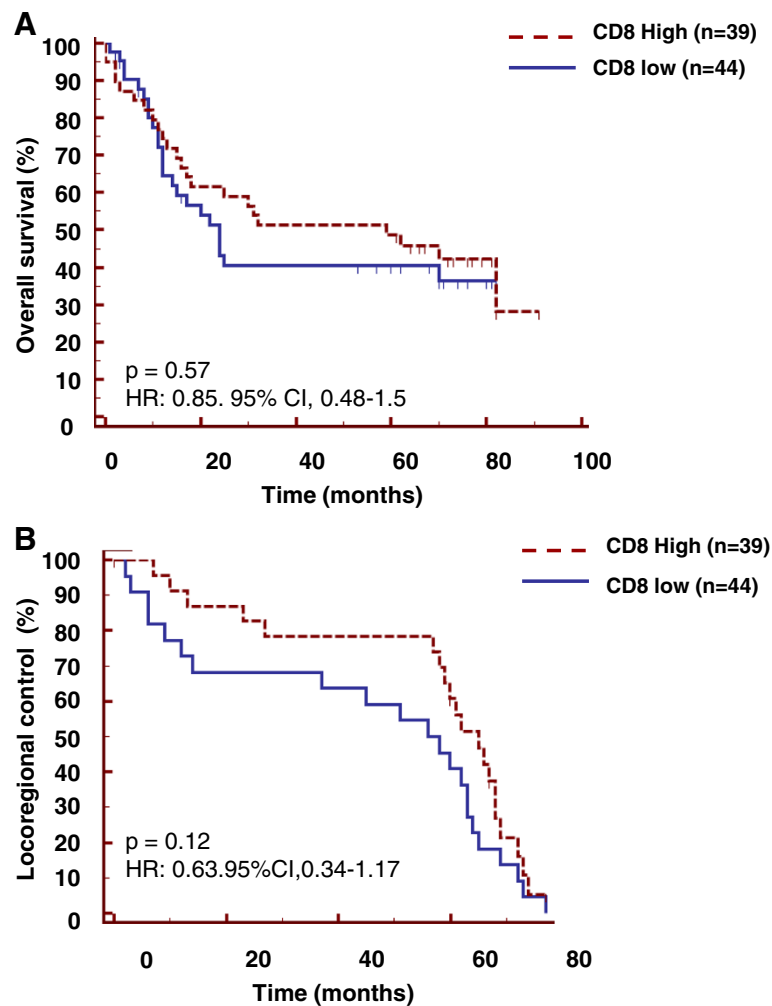 A
CD8 High (n=39)
CD8 low (n=44)
Overall survival (%)
100
90
80
70
60
50
40
30
20
10
0
p = 0.57
HR: 0.85. 95% CI, 0.48-1.5
0 20 40 60 80 100
Time (months)
B
CD8 High (n=39)
CD8 low (n=44)
Locoregional control (%)
100
90
80
70
60
50
40
30
20
10
0
p = 0.12
HR: 0.63.95%CI,0.34-1.17
0 20 40 60 80
Time (months)